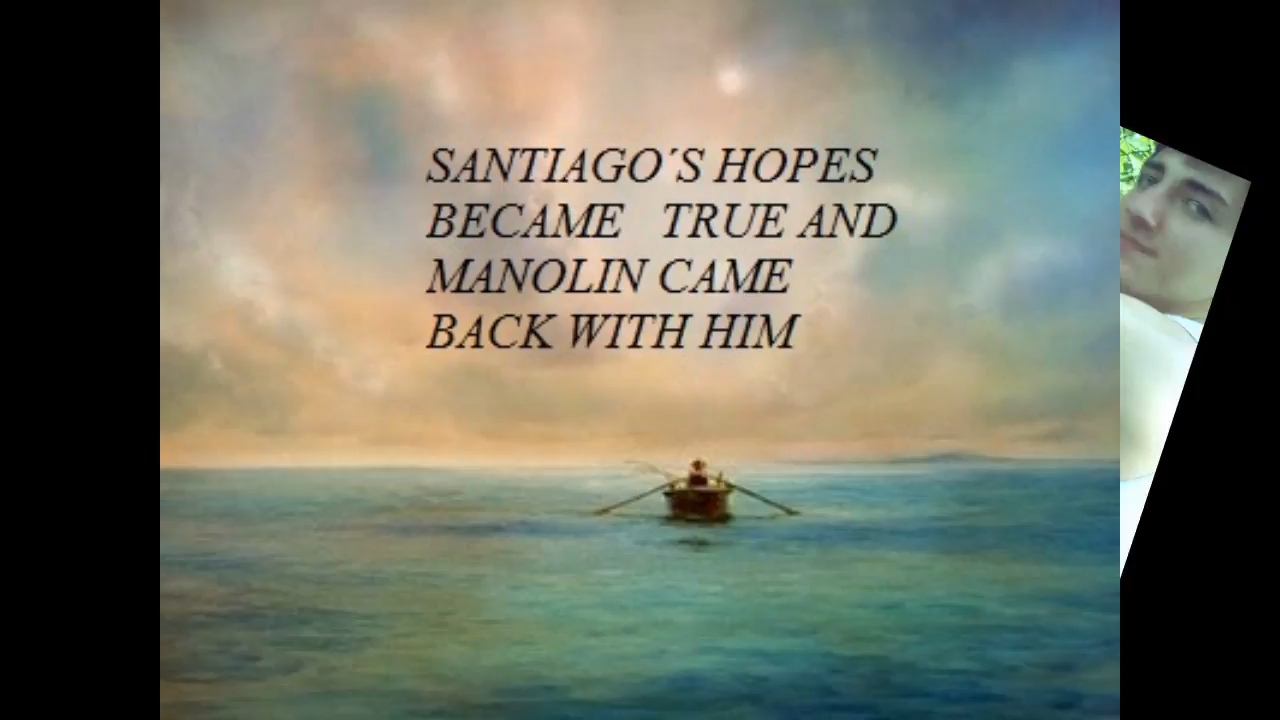 SANTIAGO´S HOPES
BECAME   TRUE AND
MANOLIN CAME
BACK WITH HIM